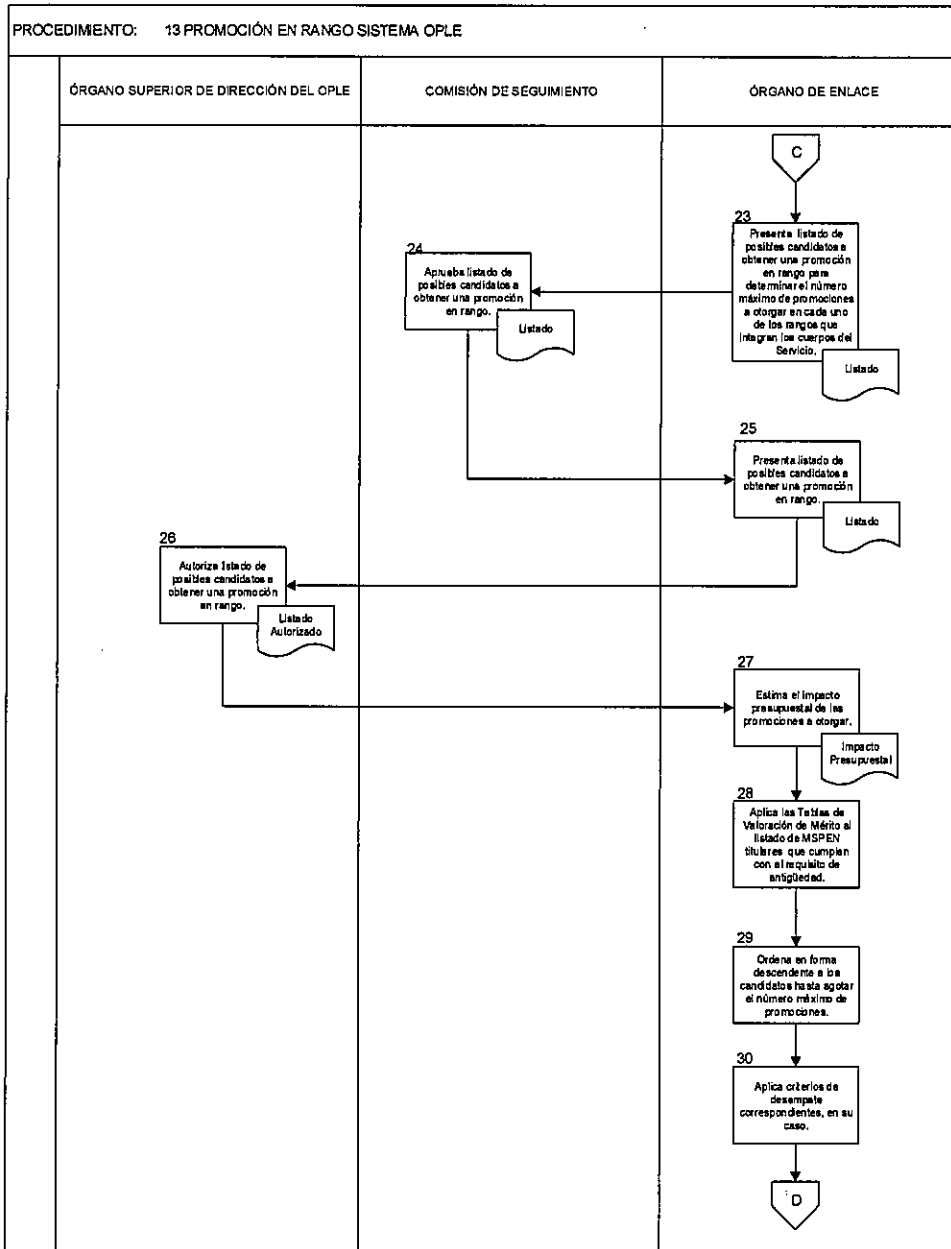 PROCEDIMIENTO: 13 PROMOCIÓN EN RANGO SISTEMA OPLE
ÓRGANO SUPERIOR DE DIRECCIÓN DEL OPLE
COMISIÓN DE SEGUIMIENTO
ÓRGANO DE ENLACE
C
23
Presenta listado de
posibles candidatos a
obtener una promoción
en rango para
determinar el número
máximo de promociones
a otorgar en cada uno
de los rangos que
integran los cuerpos del
Servicio.
Listado
24
Aprueba listado de
posibles candidatos a
obtener una promoción
en rango.
Listado
25
Presenta listado de
posibles candidatos a
obtener una promoción
en rango.
Listado
26
Autoriza listado de
posibles candidatos a
obtener una promoción
en rango.
Listado
Autorizado
27
Estima el impacto
presupuestal de las
promociones a otorgar.
Impacto
Presupuestal
28
Aplica las Tablas de
Valoración de Mérito al
listado de MSPEN
titulares que cumplen
con el requisito de
antigüedad.
29
Ordena en forma
descendente a los
candidatos hasta agotar
el número máximo de
promociones.
30
Aplica criterios de
desempate
correspondientes, en su
caso.
D